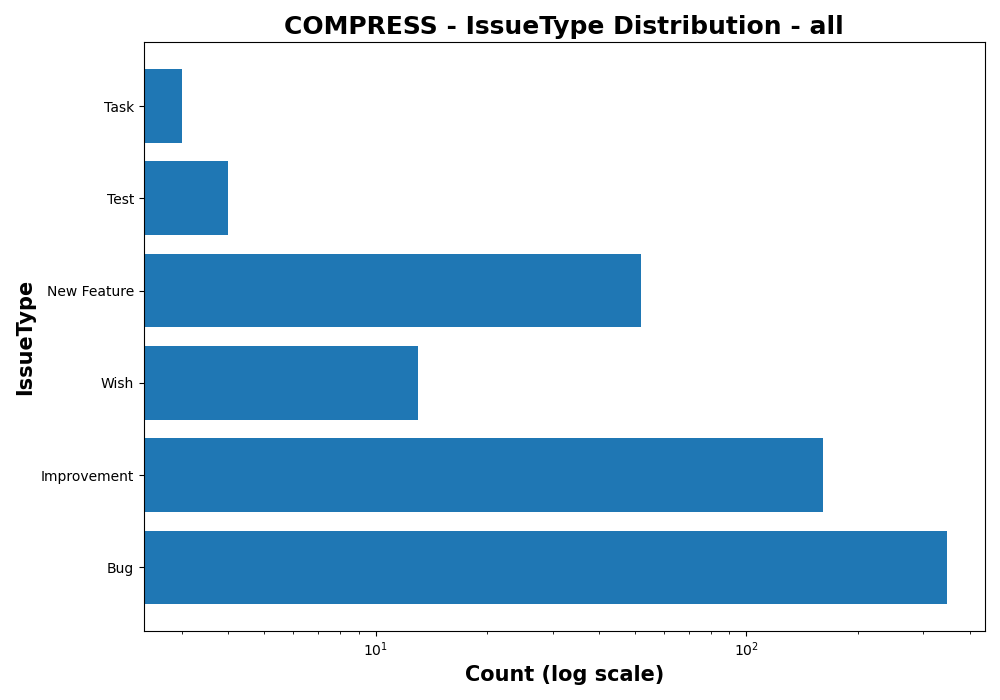 COMPRESS - IssueType Distribution - all
Task
Test
New Feature
Wish
Improvement
Bug
IssueType
10¹
10²
Count (log scale)